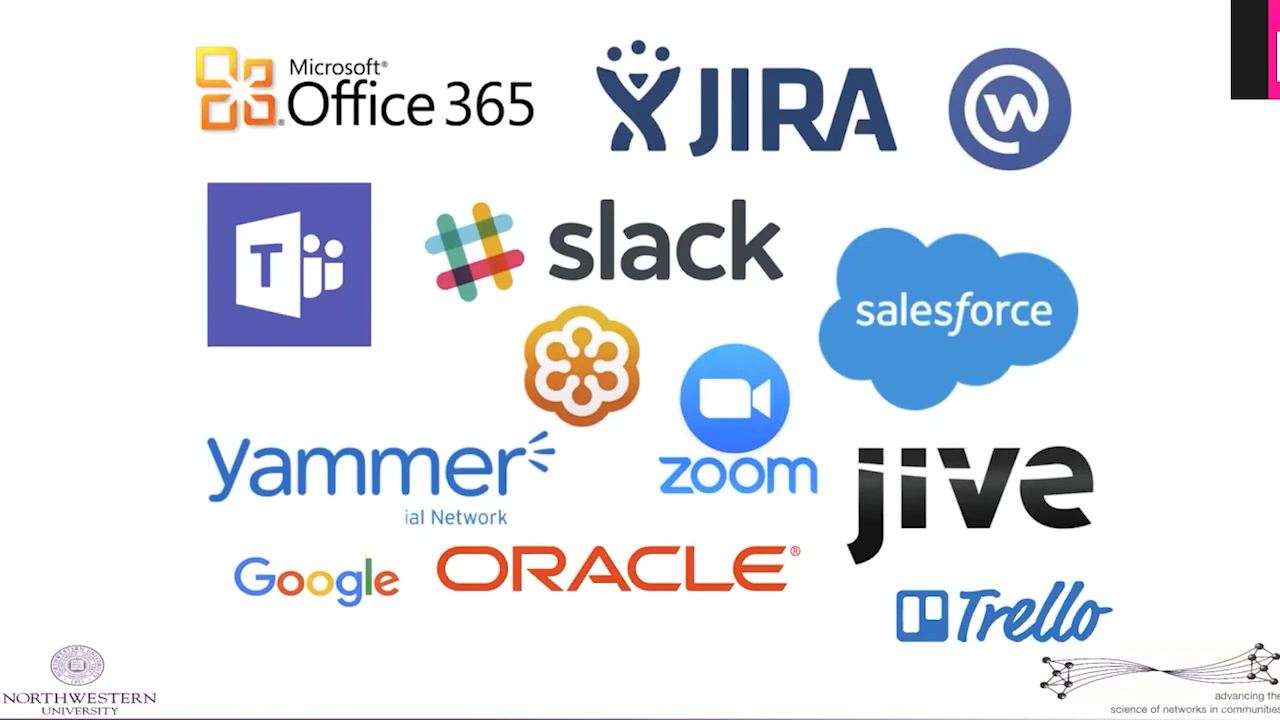 Microsoft®
Office 365
JIRA
W
T
slack
salesforce
zoom
yammer
ial Network
jive
Google
ORACLE®
Trello
NORTHWESTERN
UNIVERSITY
advancing the
science of networks in communities